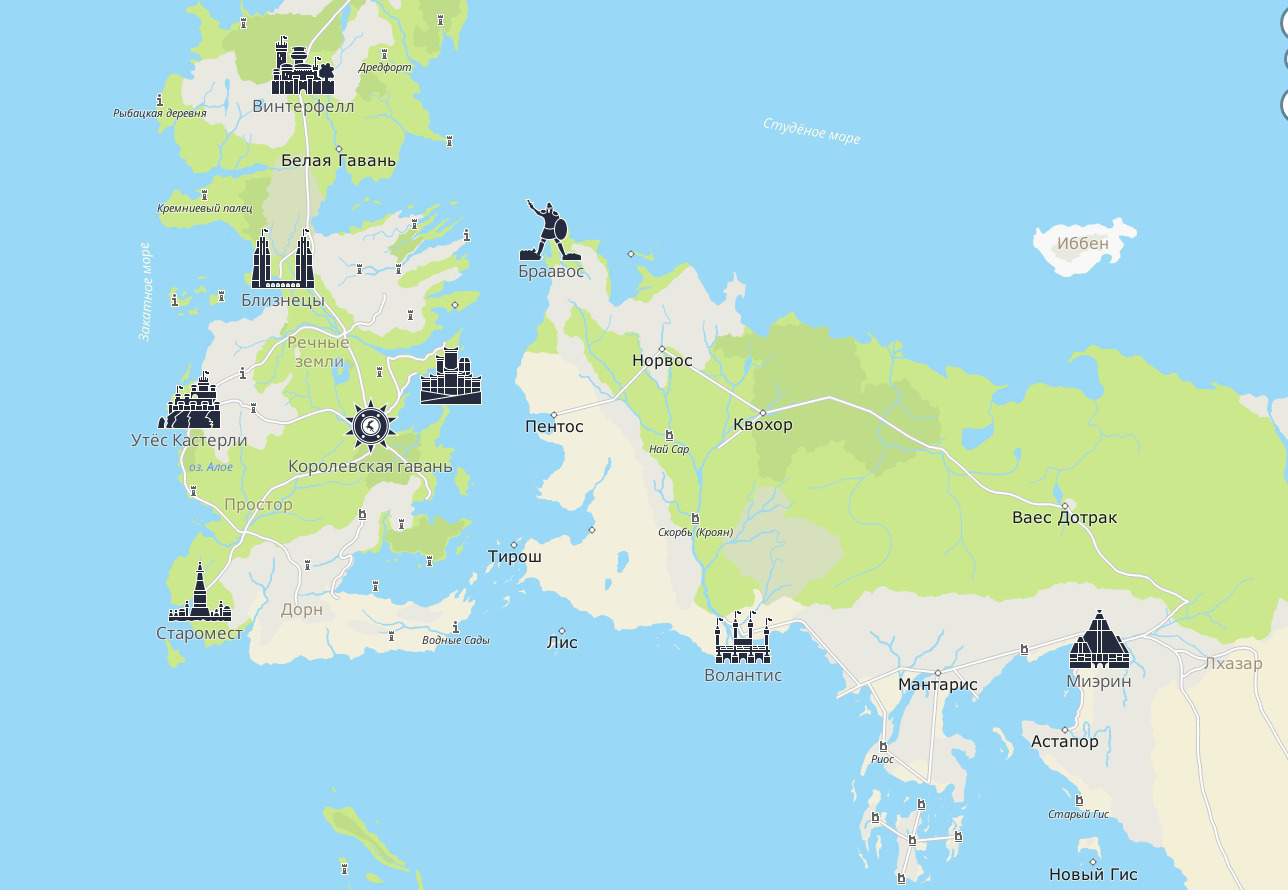 Дредфорт
Винтерфелл
Рыбацкая деревня
Студёное море
Белая Гавань
Кремниевый палец
Иббен
Браавос
Закатное море
Близнецы
Речные
земли
Норвос
Пентос
Квохор
Утёс Кастерли
Най Сар
оз. Алое
Королевская гавань
Простор
Ваес Дотрак
Скорбь (Кроян)
Тирош
Дорн
Старомест
Водные Сады
Лис
Волантис
Лхазар
Мантарис
Миэрин
Астапор
Риос
Старый Гис
Новый Гис